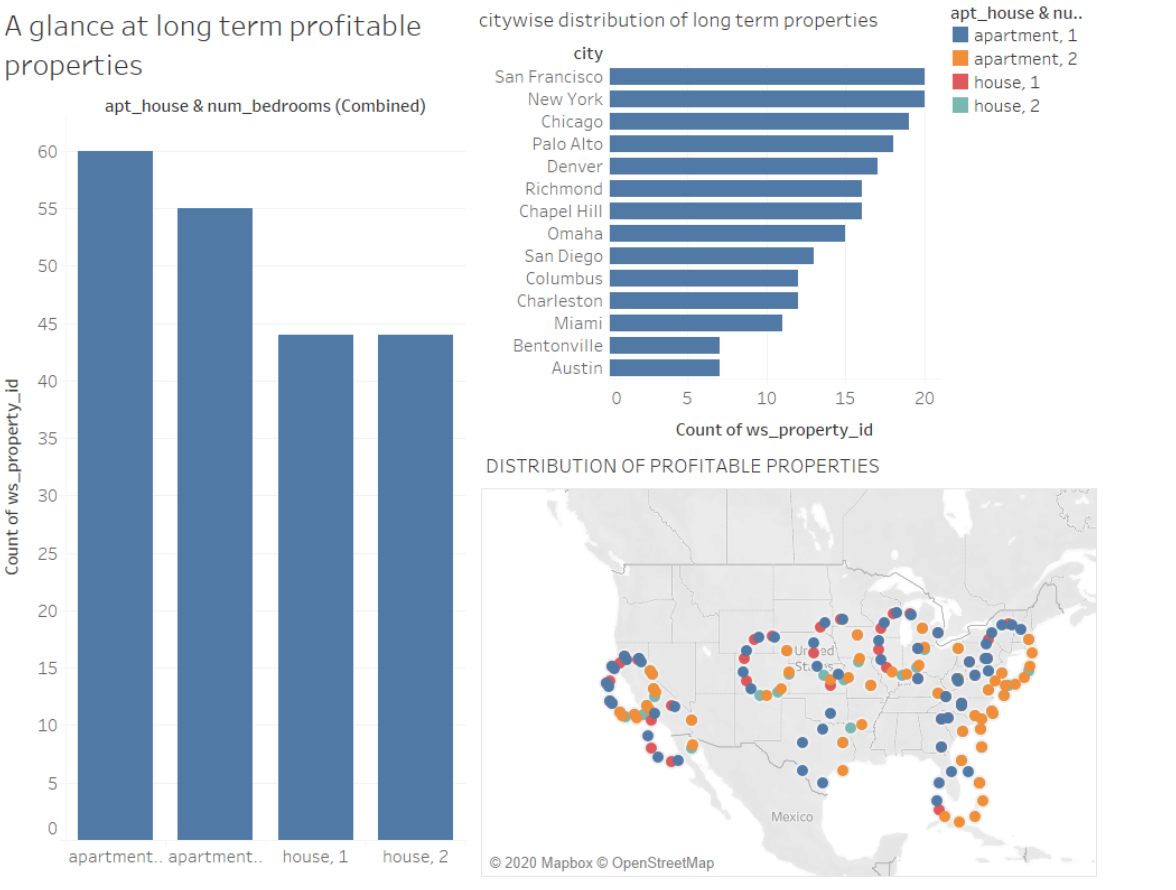 A glance at long term profitable
properties
apt_house & num_bedrooms (Combined)
Count of ws_property_id
60
55
50
45
40
35
30
25
20
15
10
5
0
apartment.. apartment.. house, 1 house, 2
citywise distribution of long term properties
city
San Francisco
New York
Chicago
Palo Alto
Denver
Richmond
Chapel Hill
Omaha
San Diego
Columbus
Charleston
Miami
Bentonville
Austin
0 5 10 15 20
Count of ws_property_id
apt_house & nu..
apartment, 1
apartment, 2
house, 1
house, 2
DISTRIBUTION OF PROFITABLE PROPERTIES
United
States
Mexico
© 2020 Mapbox © OpenStreetMap